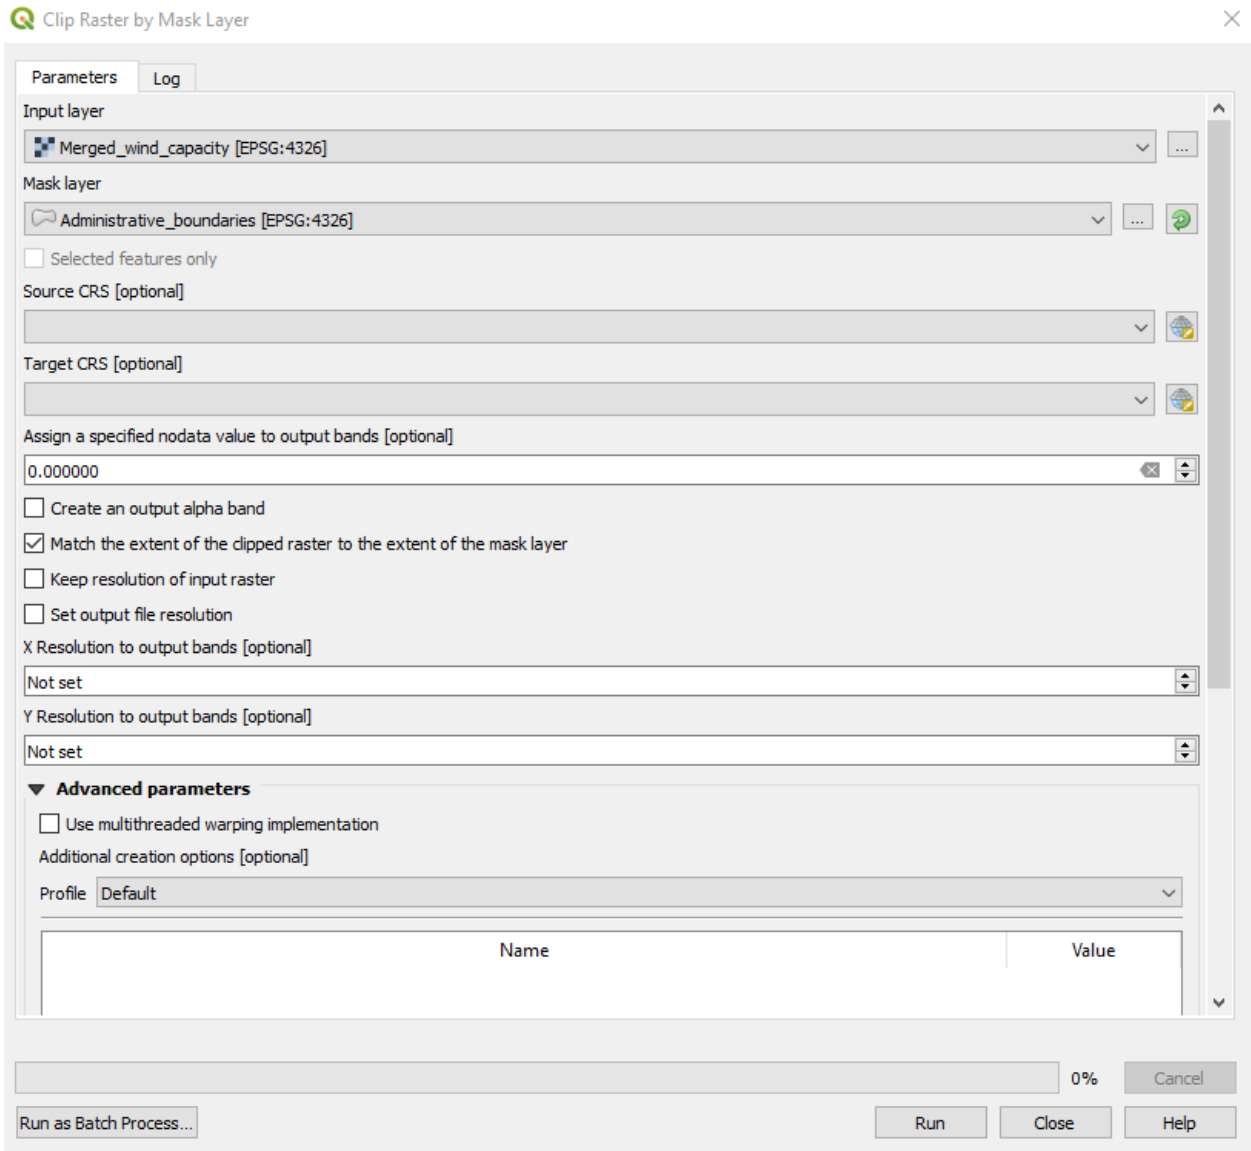 Clip Raster by Mask Layer
Parameters Log
Input layer
Merged_wind_capacity [EPSG:4326] ...
Mask layer
Administrative_boundaries [EPSG:4326] ...
Selected features only
Source CRS [optional]
Target CRS [optional]
Assign a specified nodata value to output bands [optional]
0.000000
Create an output alpha band
Match the extent of the clipped raster to the extent of the mask layer
Keep resolution of input raster
Set output file resolution
X Resolution to output bands [optional]
Not set
Y Resolution to output bands [optional]
Not set
Advanced parameters
Use multithreaded warping implementation
Additional creation options [optional]
Profile Default
Name Value
0% Cancel
Run as Batch Process... Run Close Help